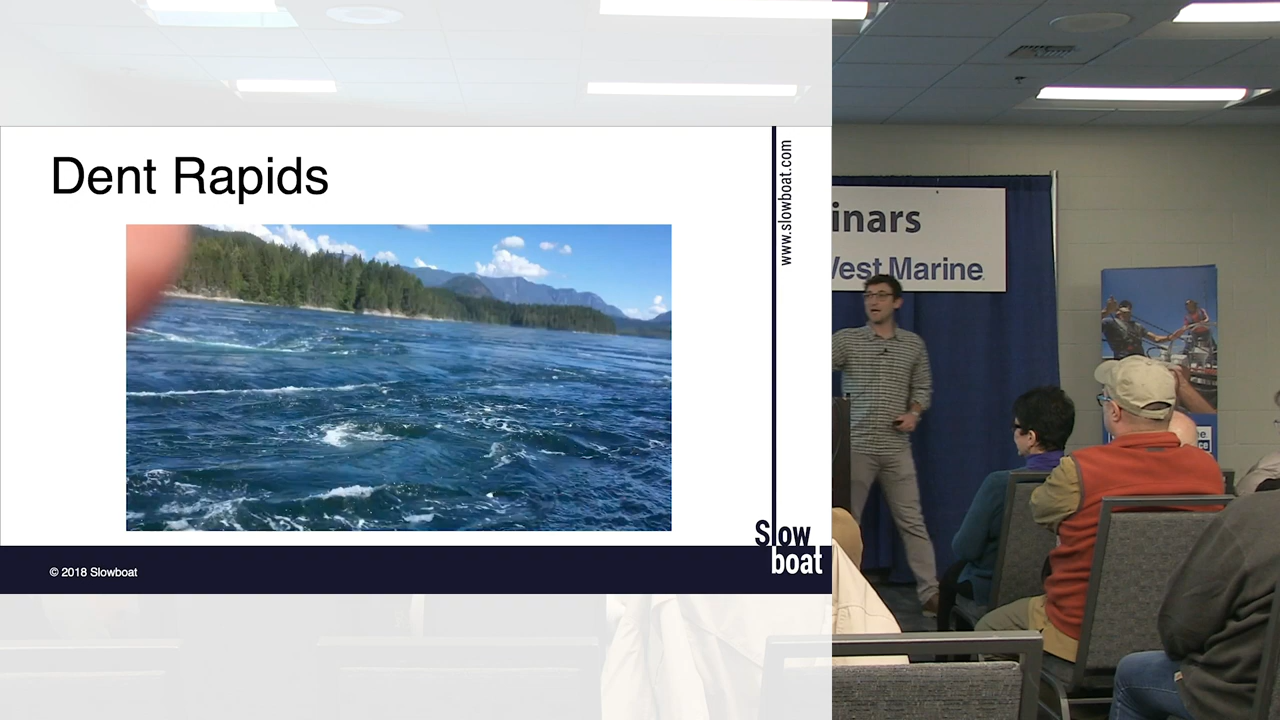 Dent Rapids
www.slowboat.com
inars
West Marine
Slow
boat
© 2018 Slowboat